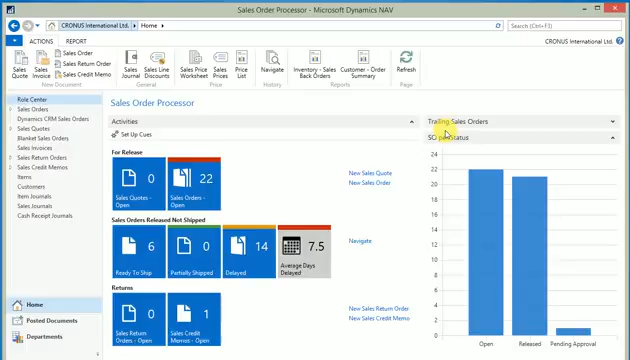 Sales Order Processor - Microsoft Dynamics NAV
CRONUS International Ltd.
Home
Search (Ctrl+F3)
ACTIONS
REPORT
CRONUS International Ltd.
Sales Quote
Sales Invoice
Sales Order
Sales Return Order
Sales Credit Memo
New Document
Sales Journal
Sales Line Discounts
General
Sales Price Worksheet
Sales Prices
Price List
History
Navigate
Inventory - Sales Back Orders
Customer - Order Summary
Reports
Refresh
Page
Role Center
Sales Orders
Dynamics CRM Sales Orders
Sales Quotes
Blanket Sales Orders
Sales Invoices
Sales Return Orders
Sales Credit Memos
Items
Customers
Item Journals
Sales Journals
Cash Receipt Journals
Home
Posted Documents
Departments
Sales Order Processor
Activities
Set Up Cues
For Release
0
Sales Quotes - Open
22
Sales Orders - Open
New Sales Quote
New Sales Order
Sales Orders Released Not Shipped
6
Ready To Ship
0
Partially Shipped
14
Delayed
7.5
Average Days Delayed
Navigate
Returns
0
Sales Return Orders - Open
1
Sales Credit Memos - Open
New Sales Return Order
New Sales Credit Memo
Trailing Sales Orders
SO per Status
24
22
20
18
16
14
12
10
8
6
4
2
0
Open
Released
Pending Approval